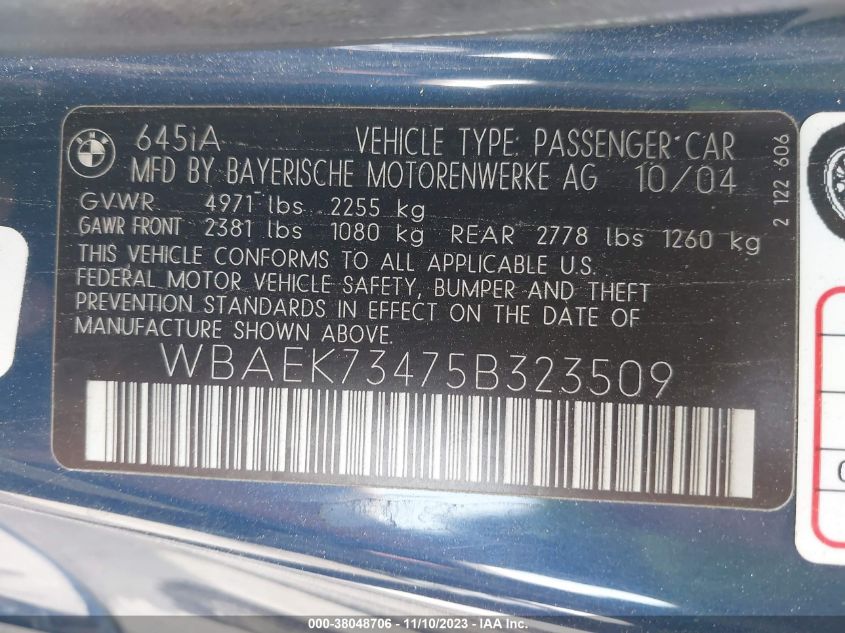 BMW
645iA VEHICLE TYPE: PASSENGER CAR
MFD BY BAYERISCHE MOTORENWERKE AG 10/04
GVWR 4971 lbs 2255 kg
GAWR FRONT 2381 lbs 1080 kg REAR 2778 lbs 1260 kg
THIS VEHICLE CONFORMS TO ALL APPLICABLE U.S.
FEDERAL MOTOR VEHICLE SAFETY, BUMPER AND THEFT
PREVENTION STANDARDS IN EFFECT ON THE DATE OF
MANUFACTURE SHOWN ABOVE.
WBAEK73475B323509
2 122 606
000-38048706 - 11/10/2023 - IAA Inc.